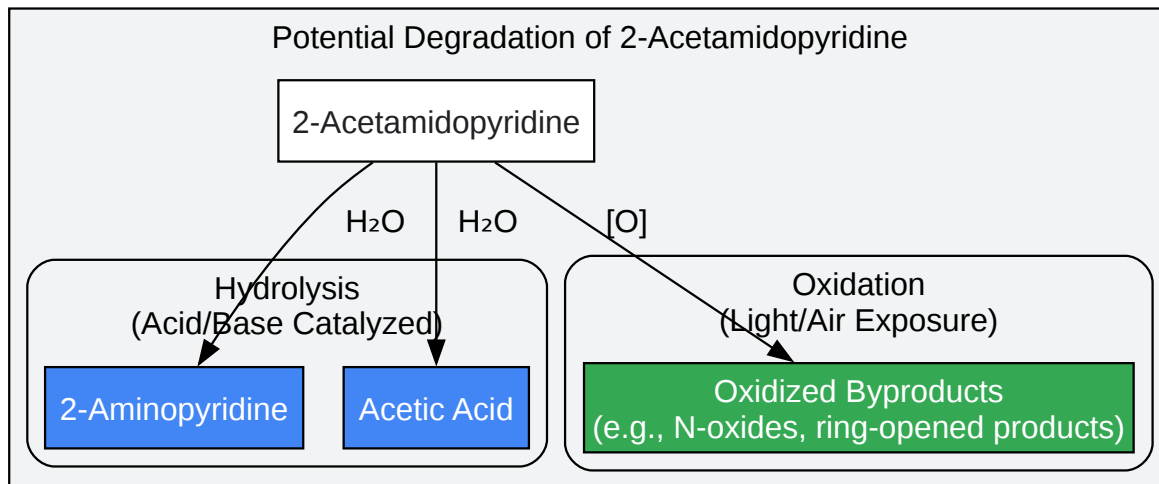 Potential Degradation of 2-Acetamidopyridine
2-Acetamidopyridine
H₂O
H₂O
[O]
Hydrolysis
(Acid/Base Catalyzed)
Oxidation
(Light/Air Exposure)
2-Aminopyridine
Acetic Acid
Oxidized Byproducts
(e.g., N-oxides, ring-opened products)